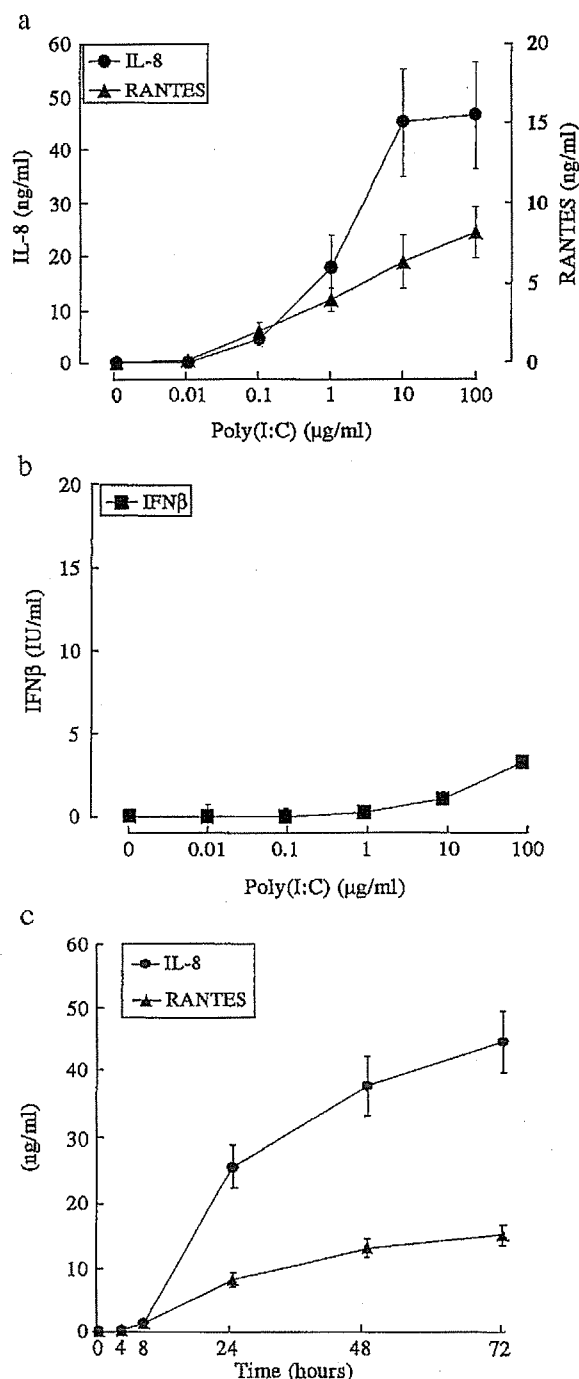 a
IL-8
RANTES
60
50
40
30
20
10
0
IL-8 (ng/ml)
20
15
10
5
0
RANTES (ng/ml)
0 0.01 0.1 1 10 100
Poly(I:C) (μg/ml)
b
IFNβ
20
15
10
5
0
IFNβ (IU/ml)
0 0.01 0.1 1 10 100
Poly(I:C) (μg/ml)
c
IL-8
RANTES
60
50
40
30
20
10
0
(ng/ml)
0 4 8 24 48 72
Time (hours)